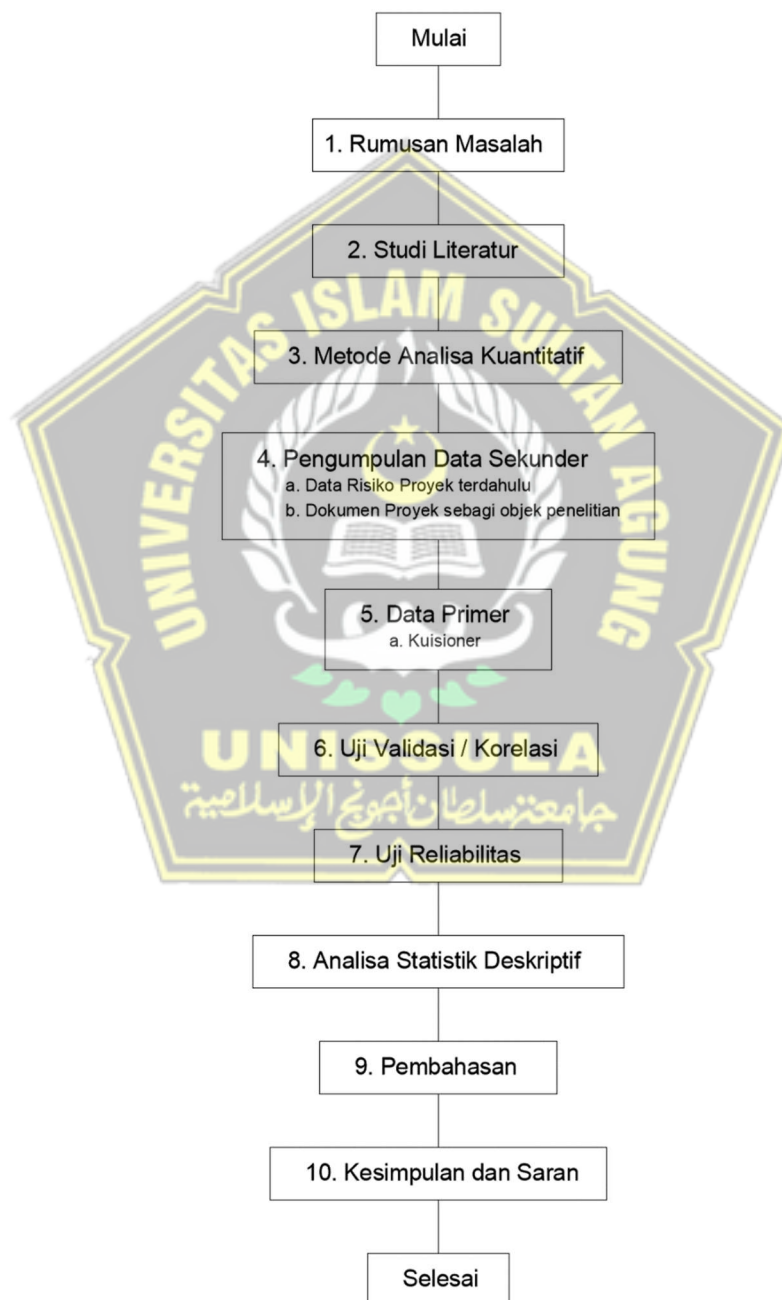 Mulai
1. Rumusan Masalah
2. Studi Literatur
UNIVERSITAS ISLAM SULTAN AGUNG
3. Metode Analisa Kuantitatif
4. Pengumpulan Data Sekunder
a. Data Risiko Proyek terdahulu
b. Dokumen Proyek sebagi objek penelitian
5. Data Primer
a. Kuisioner
6. Uji Validasi / Korelasi
UNISSULA
جامعة سلطان أجونج الإسلامية
7. Uji Reliabilitas
8. Analisa Statistik Deskriptif
9. Pembahasan
10. Kesimpulan dan Saran
Selesai